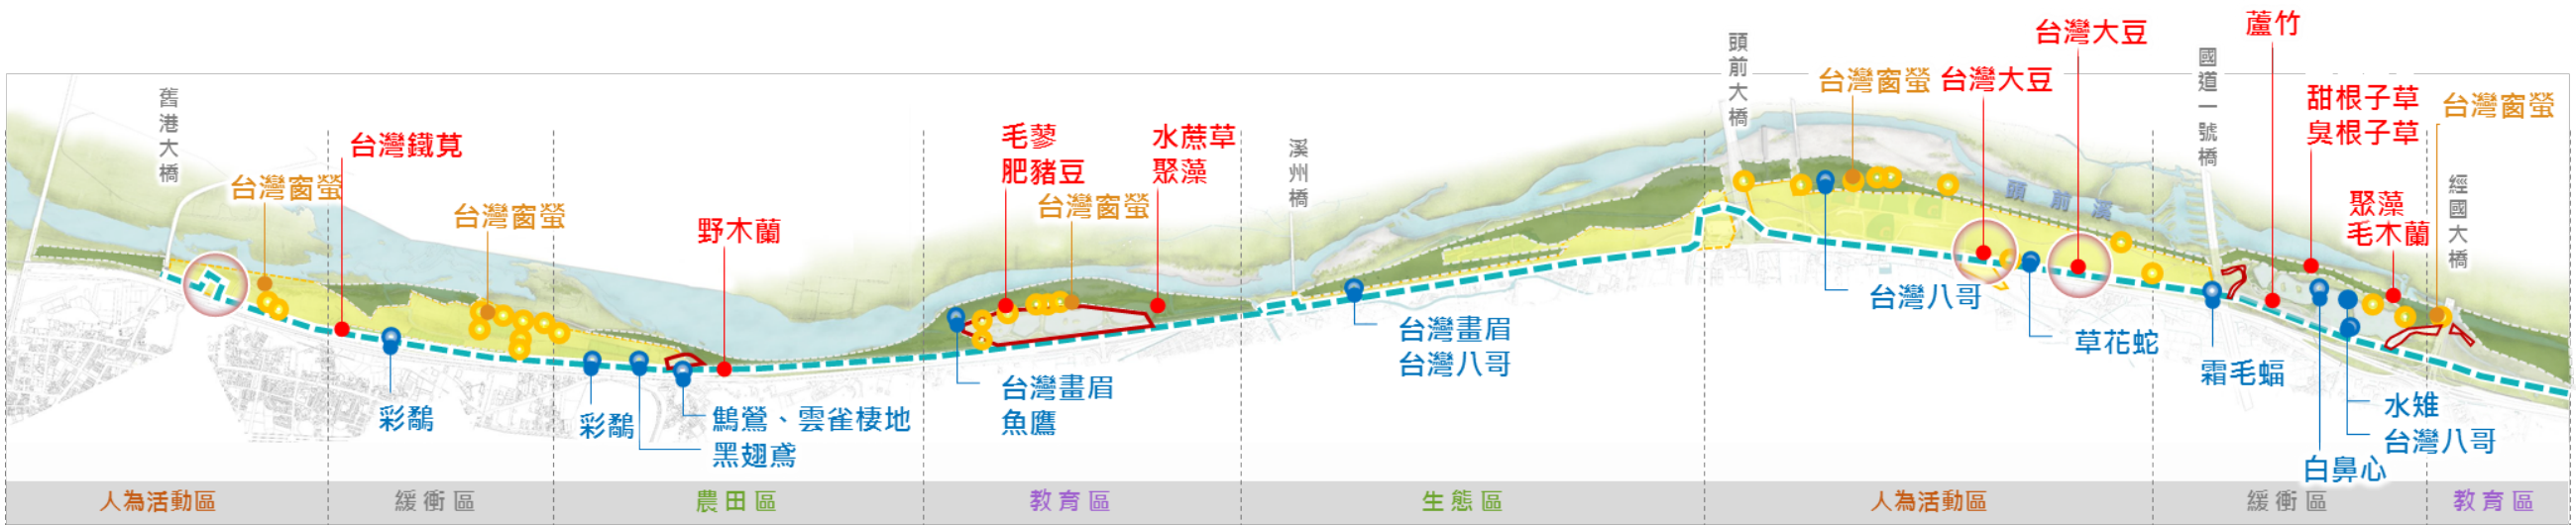 舊港大橋
台灣窗螢
台灣鐵莧
台灣窗螢
野木蘭
毛蓼
肥豬豆
台灣窗螢
水蔗草
聚藻
溪州橋
頭前大橋
台灣窗螢
台灣大豆
台灣大豆
頭前溪
國道一號橋
蘆竹
甜根子草
臭根子草
聚藻
毛木蘭
台灣窗螢
經國大橋
彩鷸
彩鷸
鷦鶯、雲雀棲地
黑翅鳶
台灣畫眉
魚鷹
台灣畫眉
台灣八哥
台灣八哥
草花蛇
霜毛蝠
白鼻心
水雉
台灣八哥
人為活動區
緩衝區
農田區
教育區
生態區
人為活動區
緩衝區
教育區